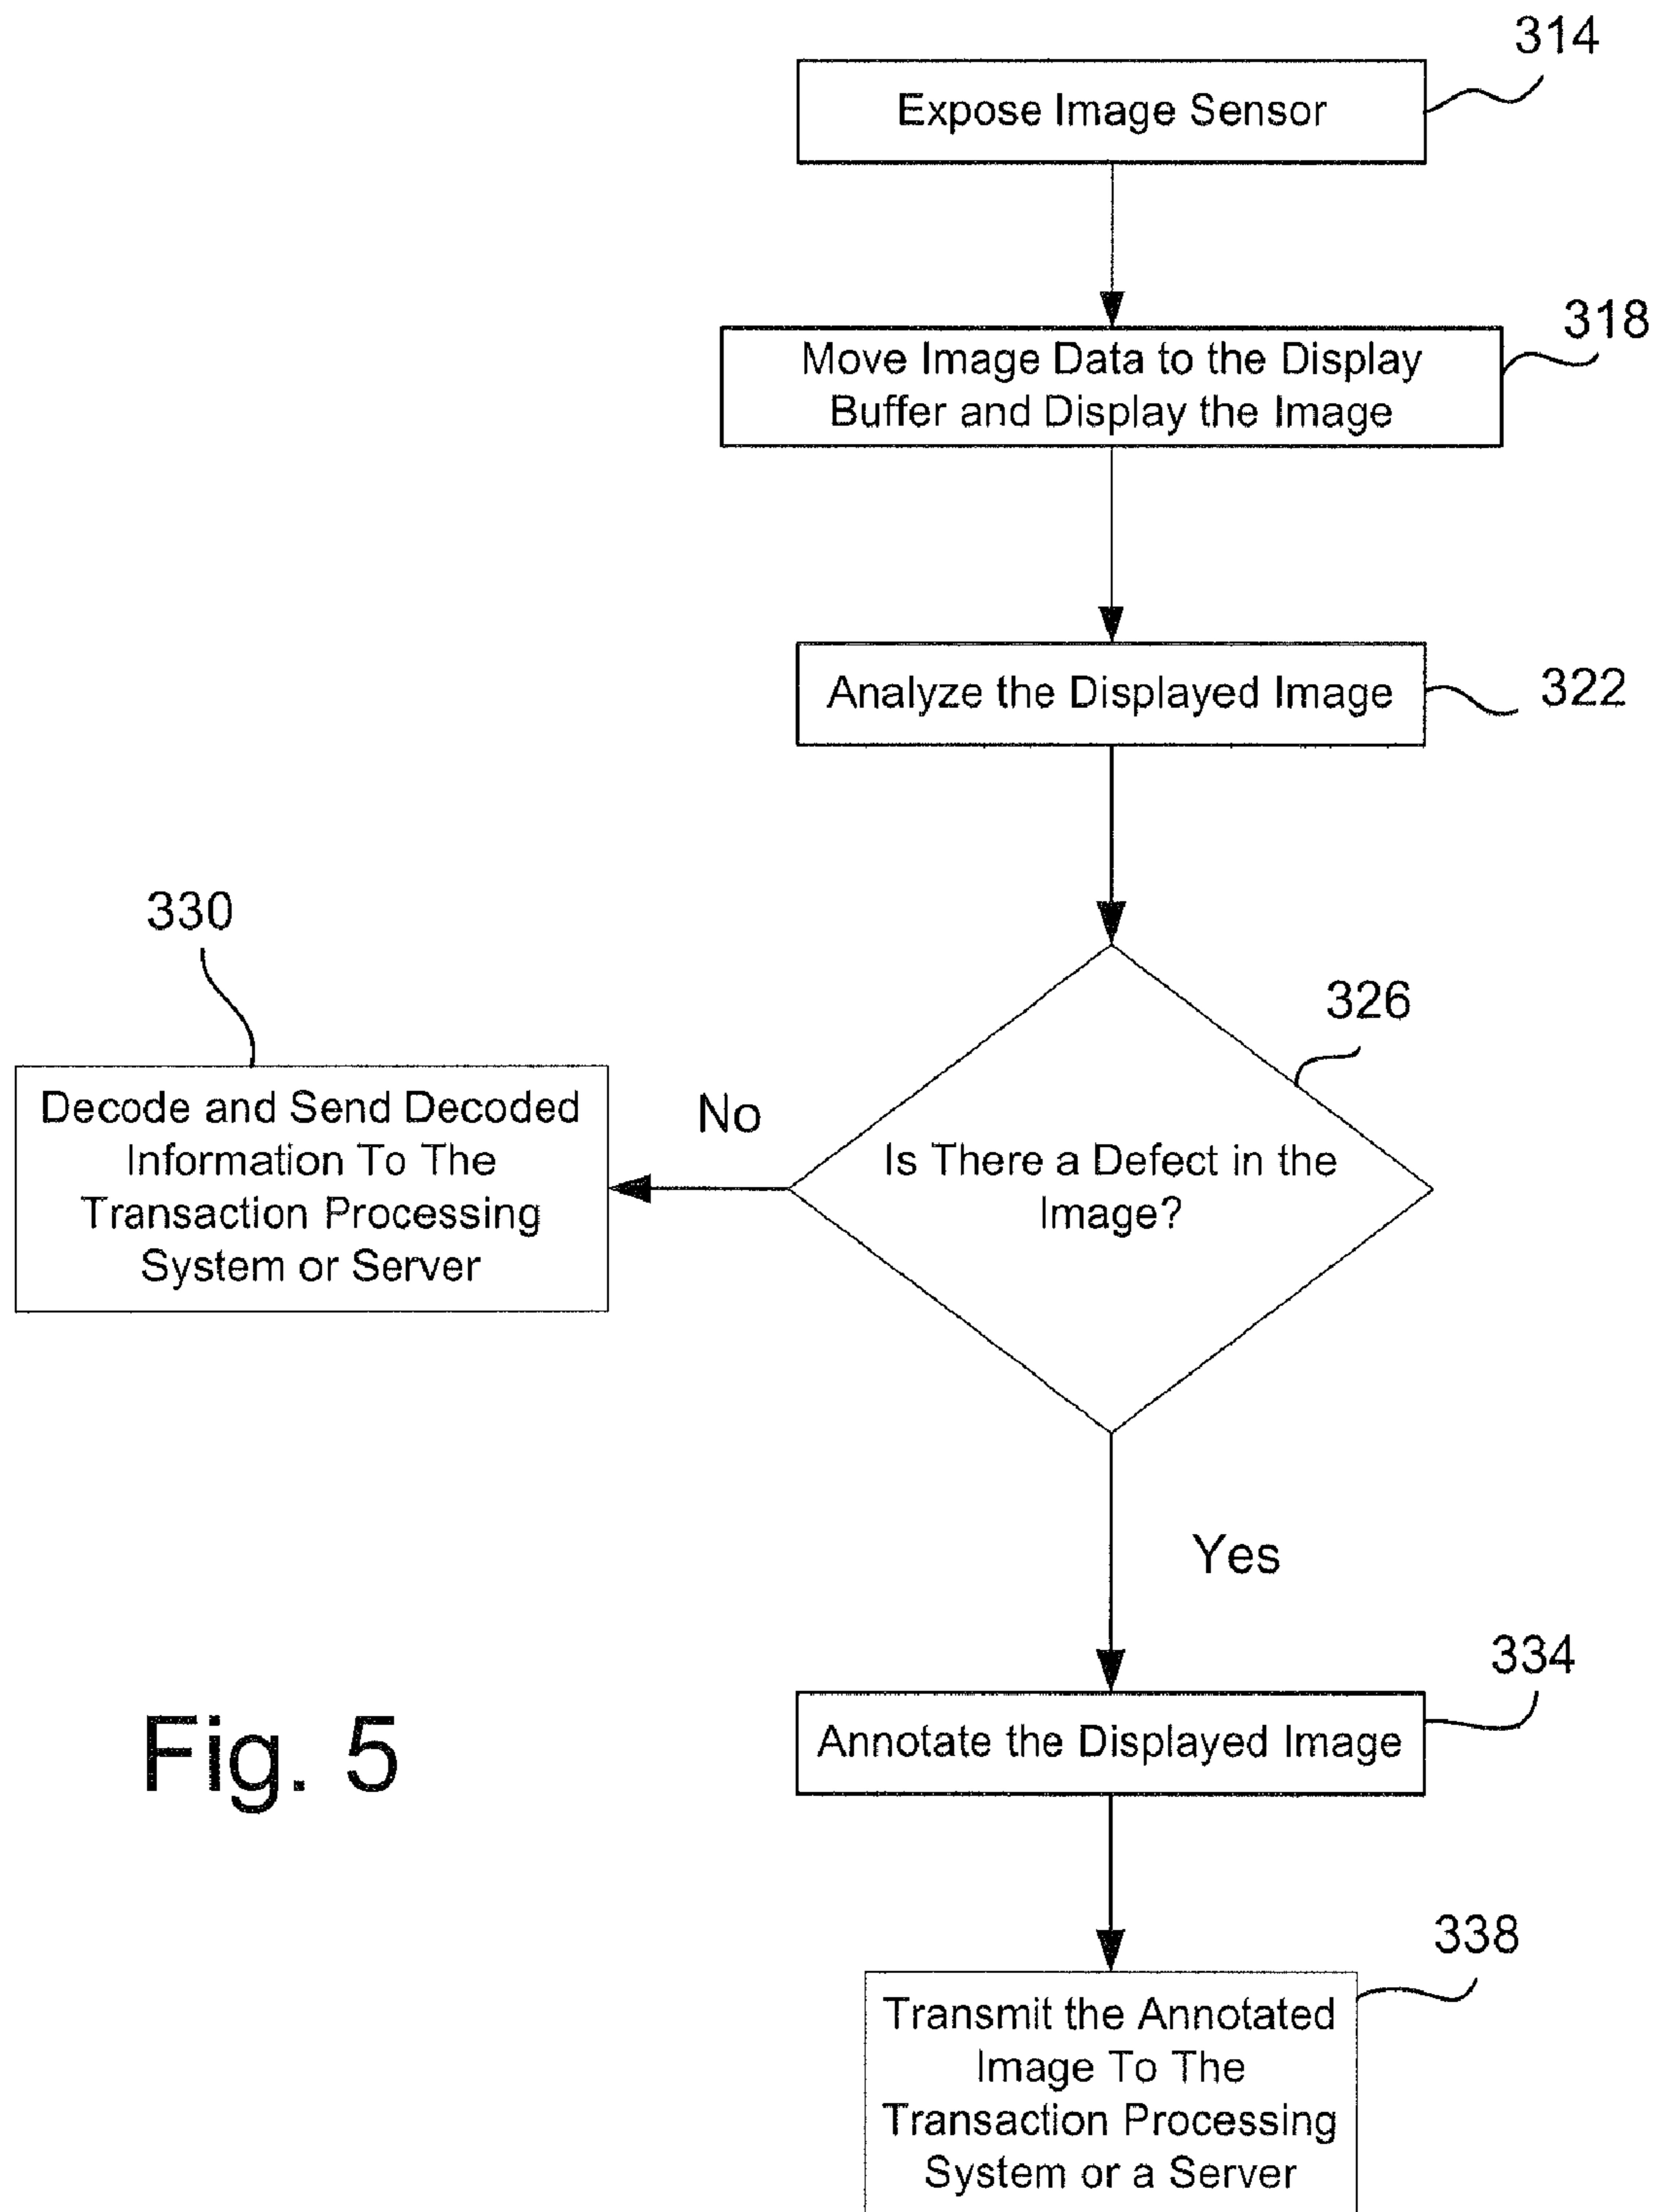 314
Expose Image Sensor
318
Move Image Data to the Display
Buffer and Display the Image
Analyze the Displayed Image
322
330
326
Decode and Send Decoded
Information To The
Transaction Processing
System or Server
No
Is There a Defect in the
Image?
Yes
334
Annotate the Displayed Image
Fig. 5
338
Transmit the Annotated
Image To The
Transaction Processing
System or a Server